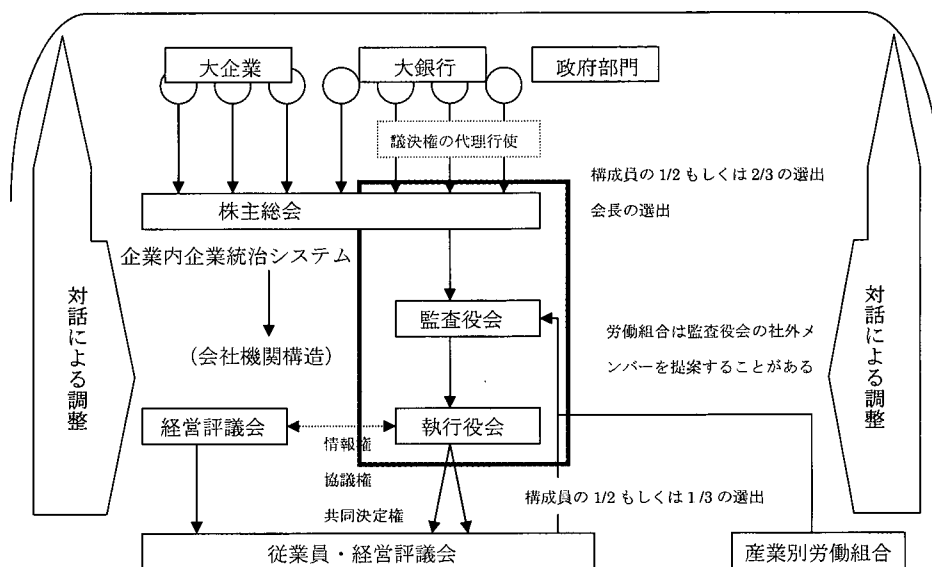 大企業
大銀行
政府部門
議決権の代理行使
構成員の 1/2 もしくは 2/3 の選出
会長の選出
株主総会
企業内企業統治システム
対話による調整
対話による調整
監査役会
労働組合は監査役会の社外メ
ンバーを提案することがある
(会社機関構造)
経営評議会
執行役会
情報権
協議権
共同決定権
構成員の 1/2 もしくは 1/3 の選出
従業員・経営評議会
産業別労働組合